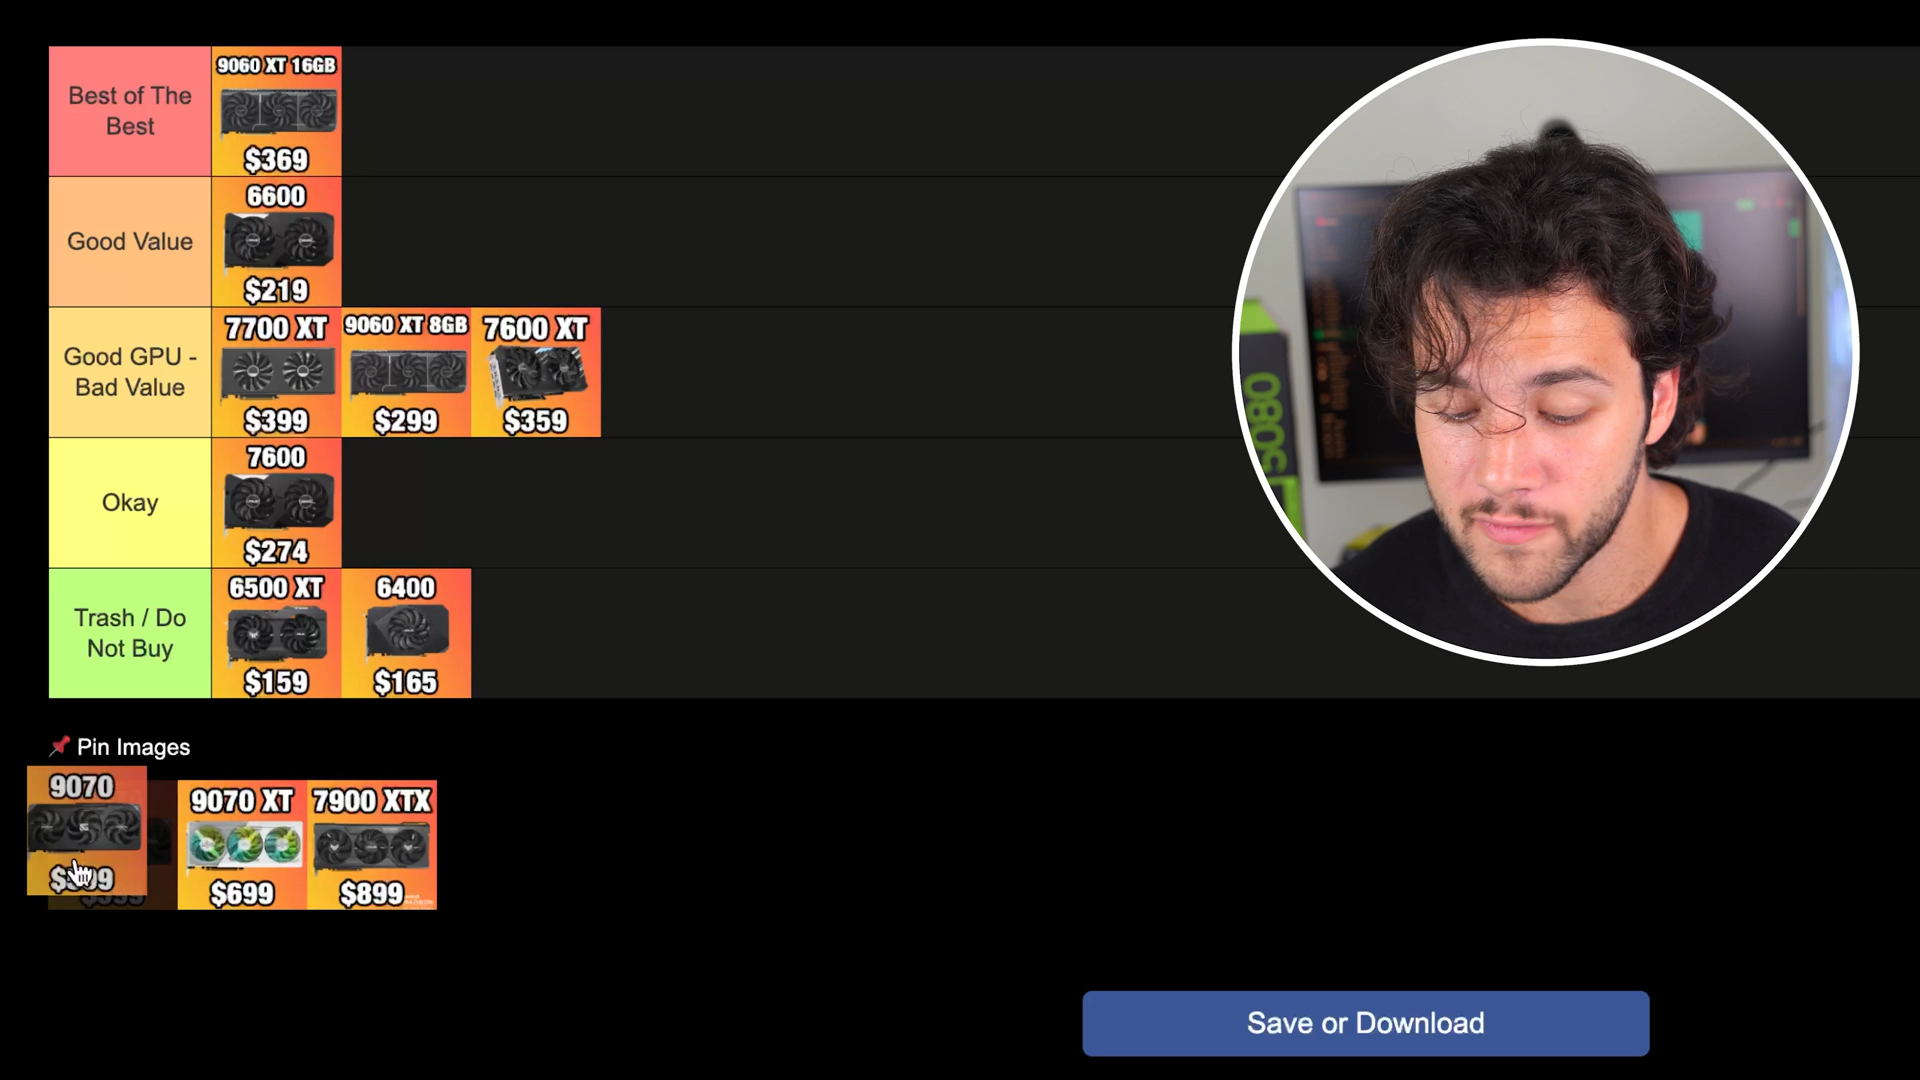 Best of The
Best
9060 XT 16GB
$369
Good Value
6600
$219
Good GPU -
Bad Value
7700 XT
$399
9060 XT 8GB
$299
7600 XT
$359
Okay
7600
$274
Trash / Do
Not Buy
6500 XT
$159
6400
$165
5080
📌 Pin Images
9070
9070 XT
$699
7900 XTX
$899
Save or Download